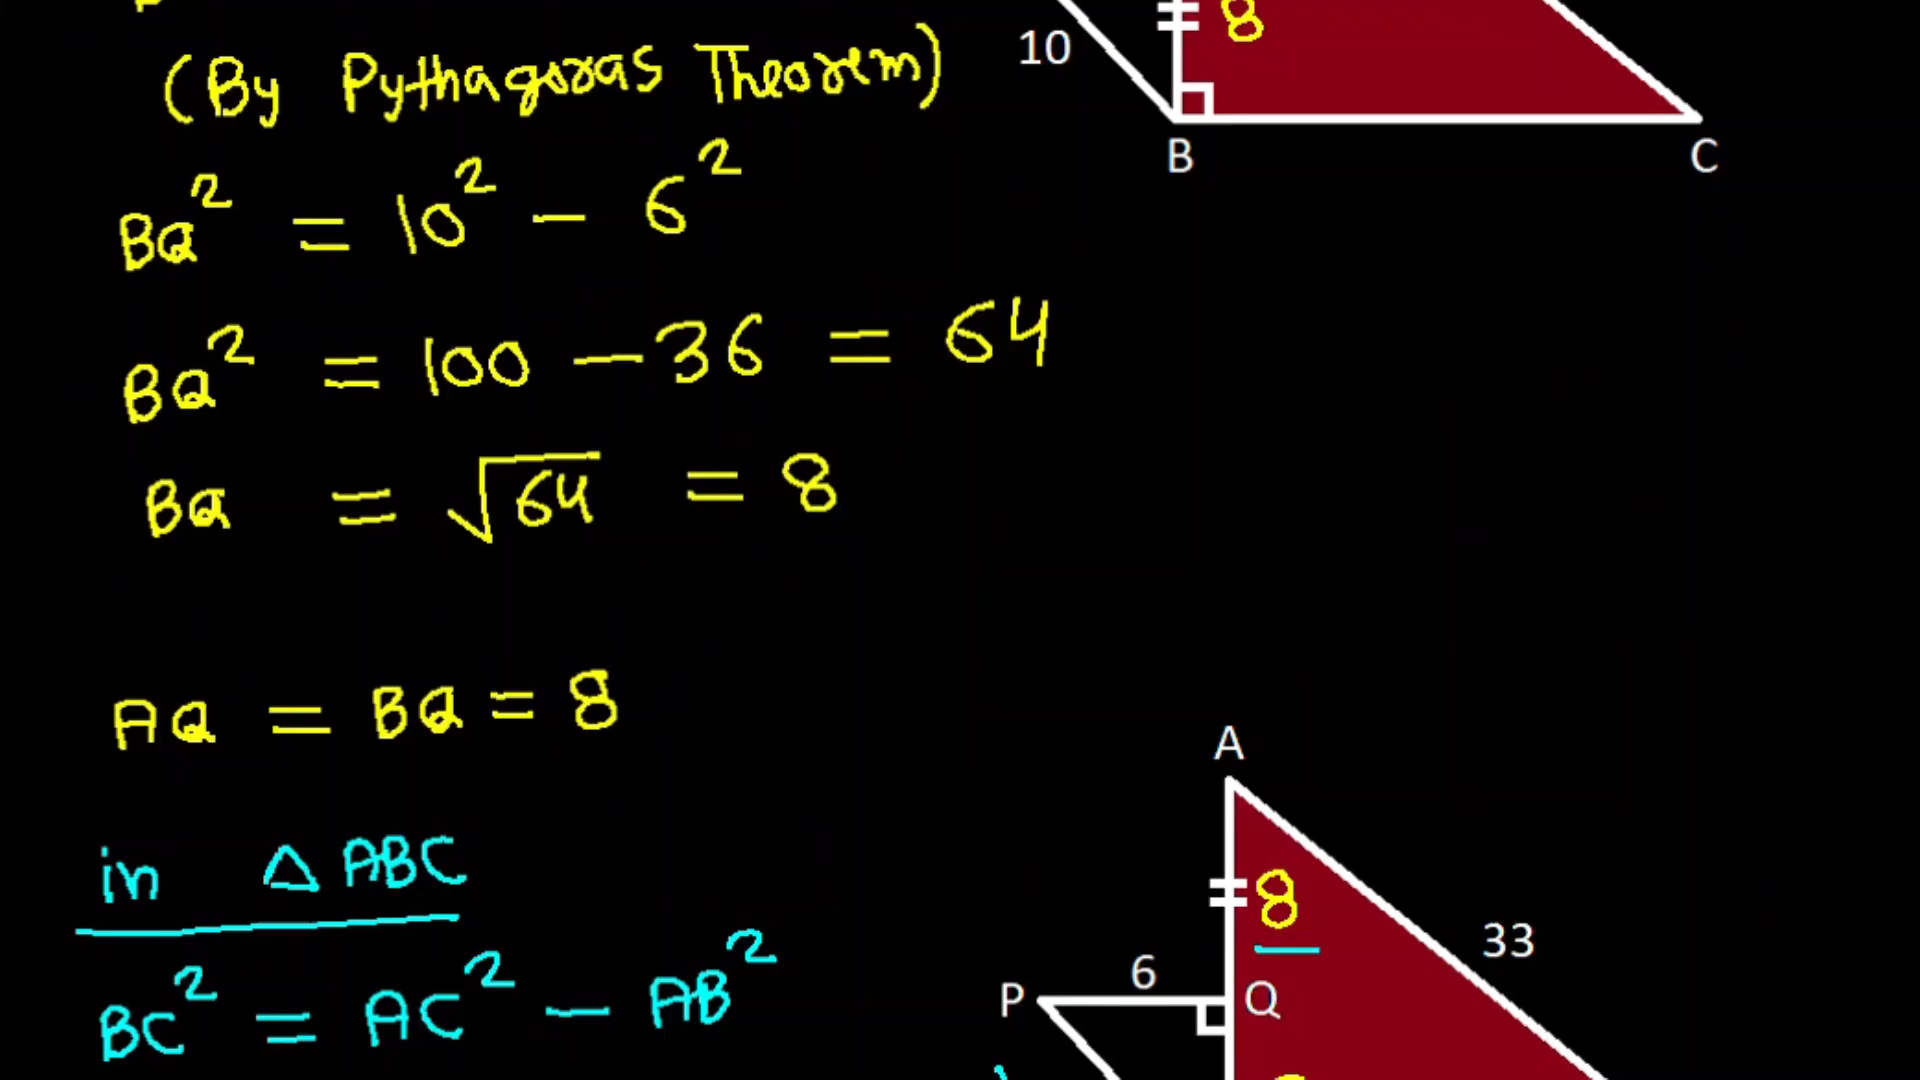 (By Pythagoras Theorem)
BQ² = 10² - 6²
BQ² = 100 - 36 = 64
BQ = √64 = 8
AQ = BQ = 8
in △ ABC
BC² = AC² - AB²
10
8
B
C
A
8
33
6
P
Q